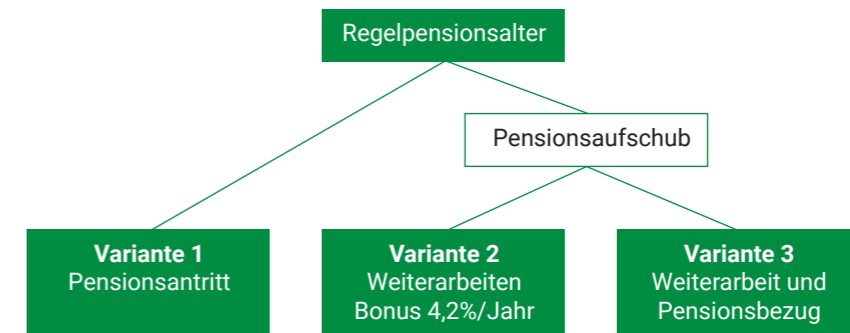 Regelpensionsalter
Pensionsaufschub
Variante 1
Pensionsantritt
Variante 2
Weiterarbeiten
Bonus 4,2%/Jahr
Variante 3
Weiterarbeit und
Pensionsbezug